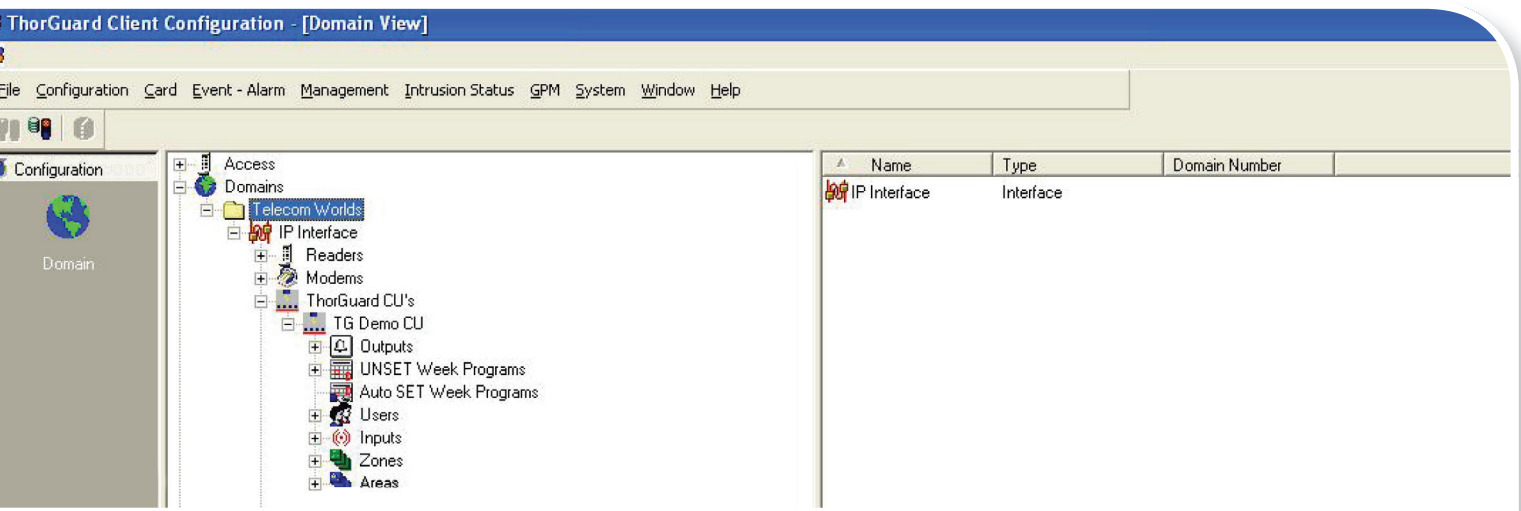 ThorGuard Client Configuration - [Domain View]
File Configuration Card Event - Alarm Management Intrusion Status GPM System Window Help
Configuration
Domain
Access
Domains
Telecom Worlds
IP Interface
Readers
Modems
ThorGuard CU's
TG Demo CU
Outputs
UNSET Week Programs
Auto SET Week Programs
Users
Inputs
Zones
Areas
Name Type Domain Number
IP Interface Interface